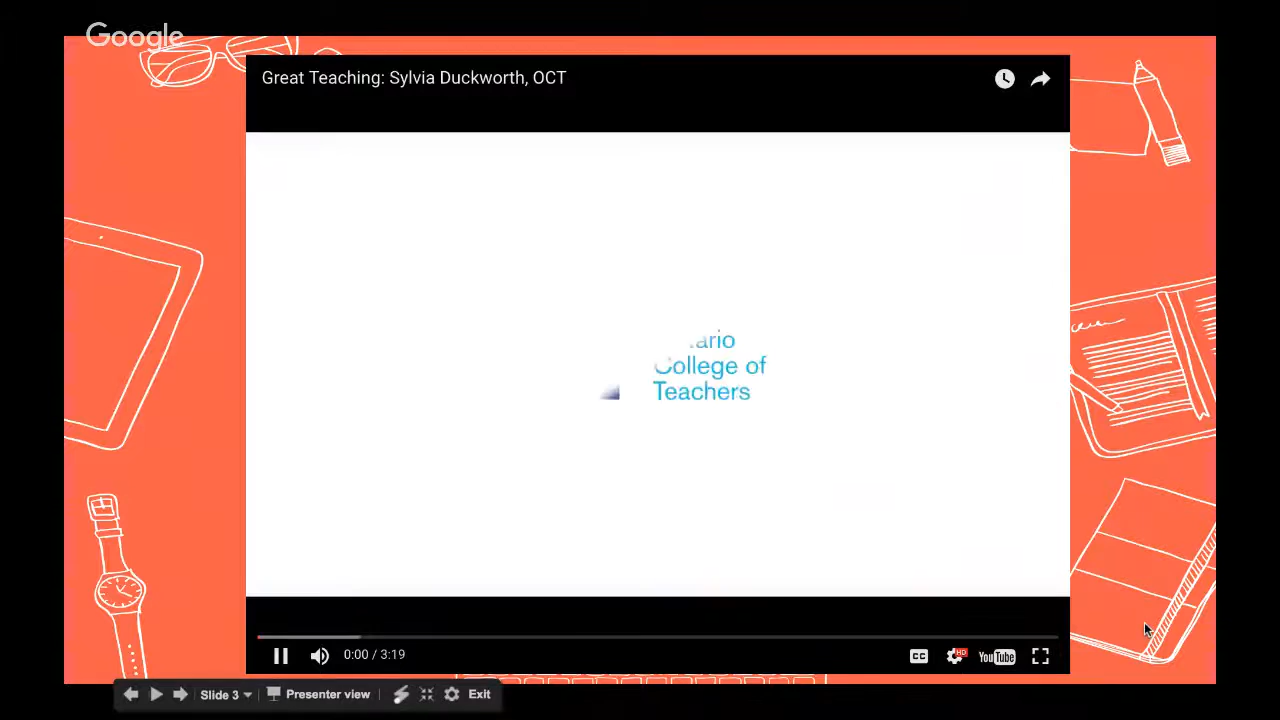 Google
Great Teaching: Sylvia Duckworth, OCT
ario
College of
Teachers
0:00 / 3:19
CC
HD
YouTube
Slide 3
Presenter view
Exit